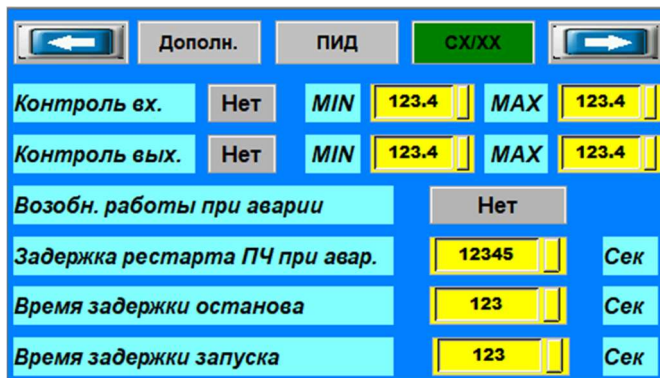 Дополн. ПИД СХ/ХХ
Контроль вх. Нет MIN 123.4 MAX 123.4
Контроль вых. Нет MIN 123.4 MAX 123.4
Возобн. работы при аварии Нет
Задержка рестарта ПЧ при авар. 12345 Сек
Время задержки останова 123 Сек
Время задержки запуска 123 Сек